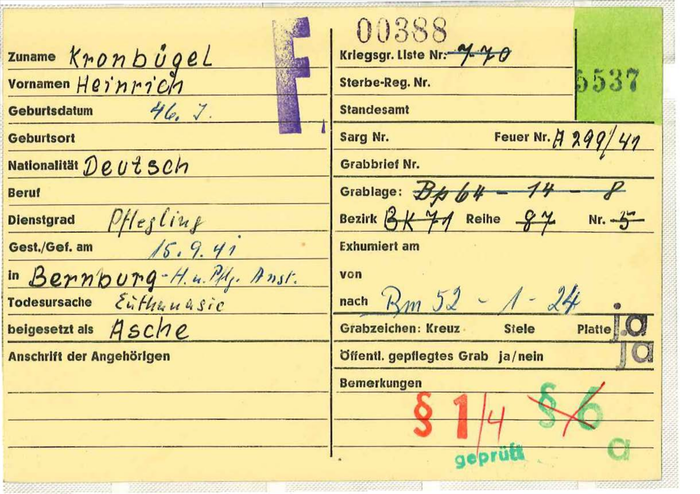 Zuname Kronbügel
Vornamen Heinrich
Geburtsdatum 46. J.
Geburtsort
Nationalität Deutsch
Beruf
Dienstgrad Pflegling
Gest./Gef. am 15.9.41
in Bernburg - H. u. Pflg. Anst.
Todesursache Euthanasie
beigesetzt als Asche
Anschrift der Angehörigen
F.
00388
Kriegsgr. Liste Nr. 770
5537
Sterbe-Reg. Nr.
Standesamt
Sarg Nr. Feuer Nr. A 299/41
Grabbrief Nr.
Grablage: Bp 64 - 14 - 8
Bezirk BK 71 Reihe 87 Nr. 5
Exhumiert am
von
nach Bm 52 - 1 - 24
Grabzeichen: Kreuz Stele Platte ja
Öffentl. gepflegtes Grab ja/nein ja
Bemerkungen
§ 1/4 § 6
geprüft a